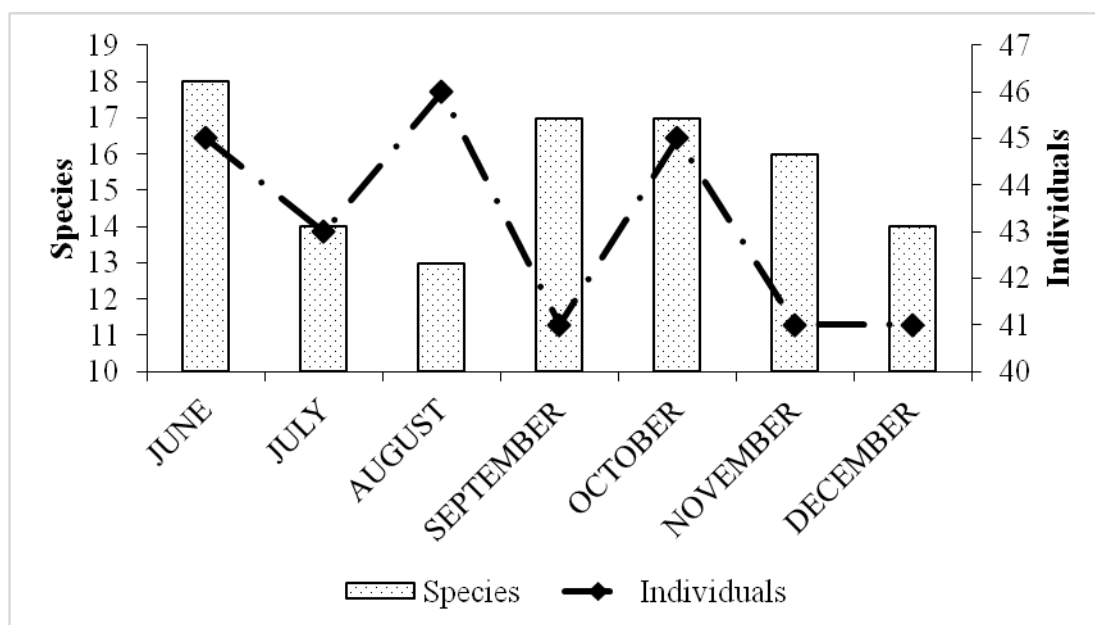 Species
19
18
17
16
15
14
13
12
11
10
47
46
45
44
43
42
41
40
Individuals
JUNE
JULY
AUGUST
SEPTEMBER
OCTOBER
NOVEMBER
DECEMBER
Species
Individuals